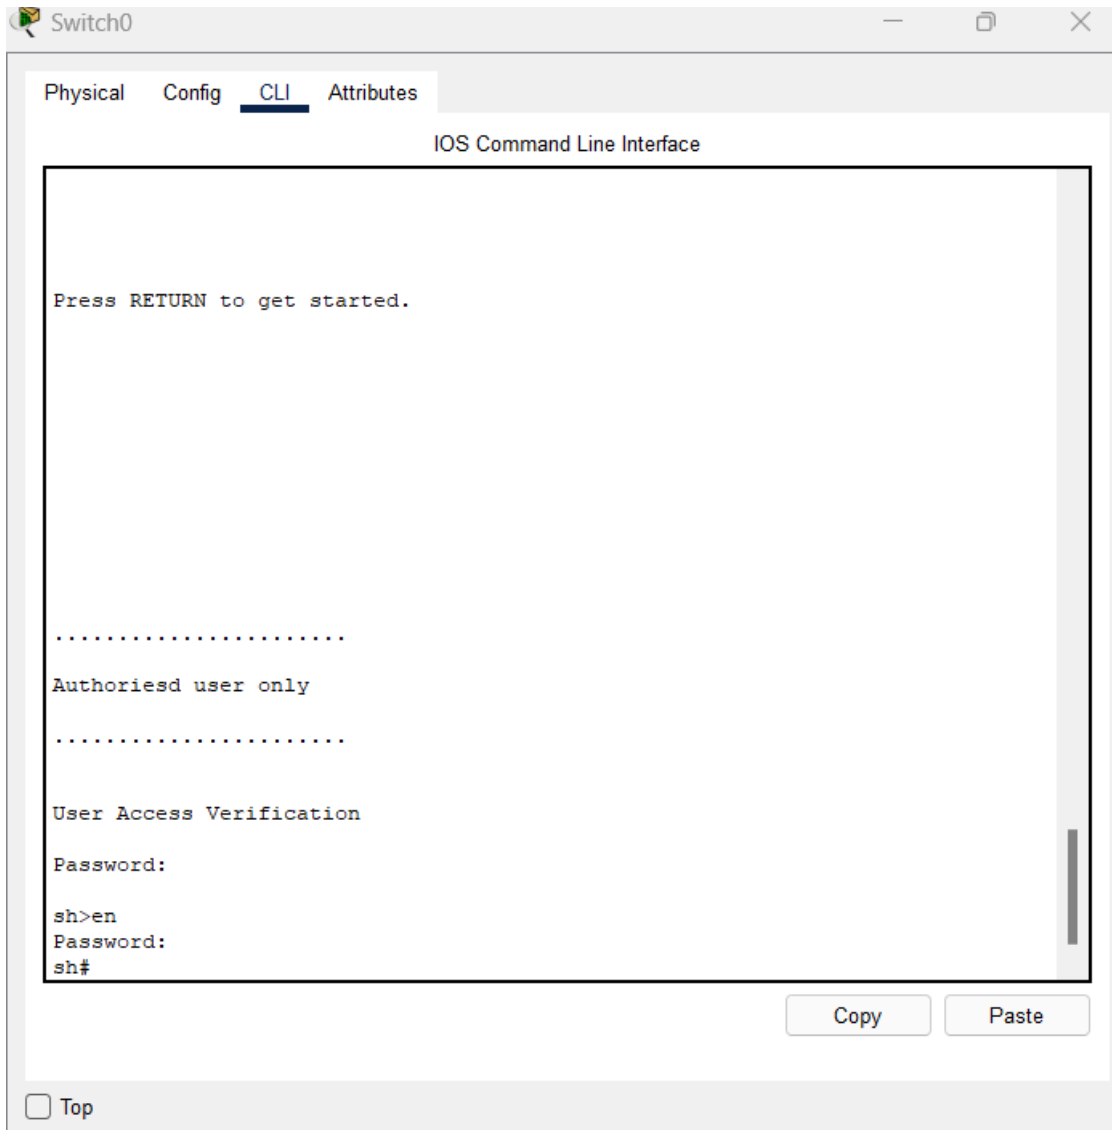 Switch0
Physical Config CLI Attributes
IOS Command Line Interface
Press RETURN to get started.
.......................
Authoriesd user only
.......................
User Access Verification
Password:
sh>en
Password:
sh#
Copy Paste
Top